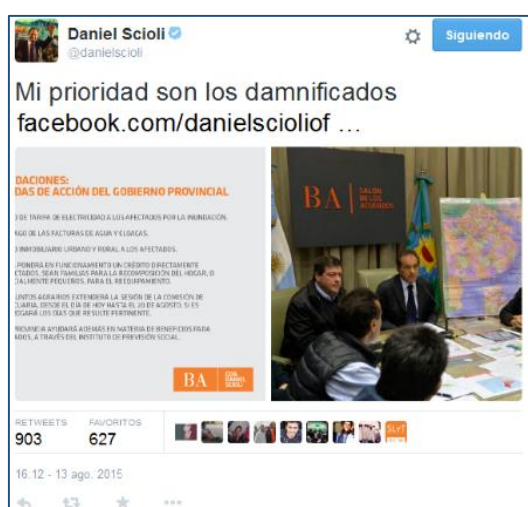 Daniel Scioli
@danielscioli
Siguiendo
Mi prioridad son los damnificados
facebook.com/danielscioliof ...
DACIONES:
DAS DE ACCIÓN DEL GOBIERNO PROVINCIAL
DE TARIFA DE ELECTRICIDAD A LOS AFECTADOS POR LA INUNDACIÓN.
GO DE LAS FACTURAS DE AGUA Y CLOACAS.
INMOBILIARIO URBANO Y RURAL A LOS AFECTADOS.
PONDRÁ EN FUNCIONAMIENTO UN CRÉDITO DIRECTAMENTE
CTADOS, SEAN FAMILIAS PARA LA RECOMPOSICIÓN DEL HOGAR, O
IALMENTE PEQUEÑOS, PARA EL REEQUIPAMIENTO.
UNTOS AGRARIOS EXTENDERÁ LA SESIÓN DE LA COMISIÓN DE
CUARIA, DESDE EL DÍA DE HOY HASTA EL 20 DE AGOSTO. SI ES
OGARÁ LOS DÍAS QUE RESULTE PERTINENTE.
ROVINCIA AYUDARÁ ADEMÁS EN MATERIA DE BENEFICIOS PARA
ADOS, A TRAVÉS DEL INSTITUTO DE PREVISIÓN SOCIAL.
BA
DANIEL
SCIOLI
BA
SALÓN
DE LOS
ACUERDOS
RETWEETS
903
FAVORITOS
627
SLyT
16:12 - 13 ago. 2015